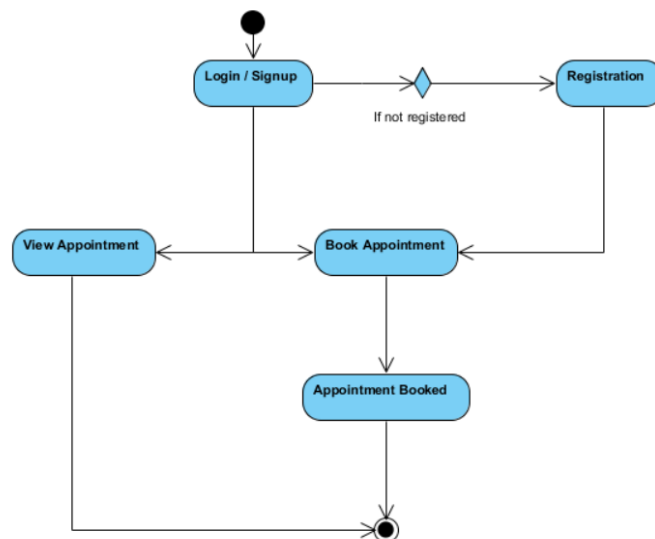 Login / Signup
Registration
If not registered
View Appointment
Book Appointment
Appointment Booked